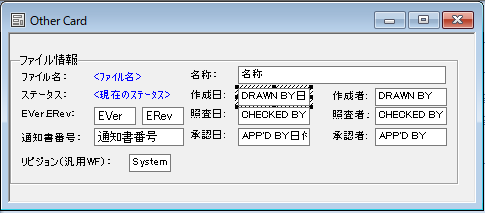 Other Card
ファイル情報
ファイル名: <ファイル名> 名称: 名称
ステータス: <現在のステータス> 作成日: DRAWN BY日 作成者: DRAWN BY
EVer.ERev: EVer ERev 照査日: CHECKED BY 照査者: CHECKED BY
通知書番号: 通知書番号 承認日: APP'D BY日 承認者: APP'D BY
リビジョン(汎用WF): System